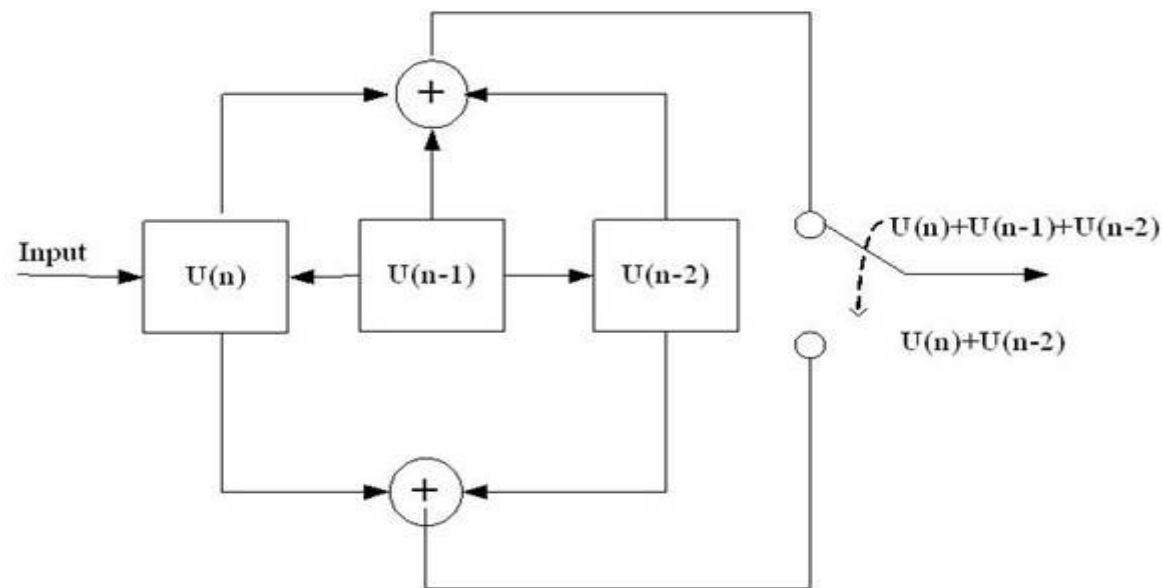 +
Input
U(n)
U(n-1)
U(n-2)
U(n)+U(n-1)+U(n-2)
U(n)+U(n-2)
+